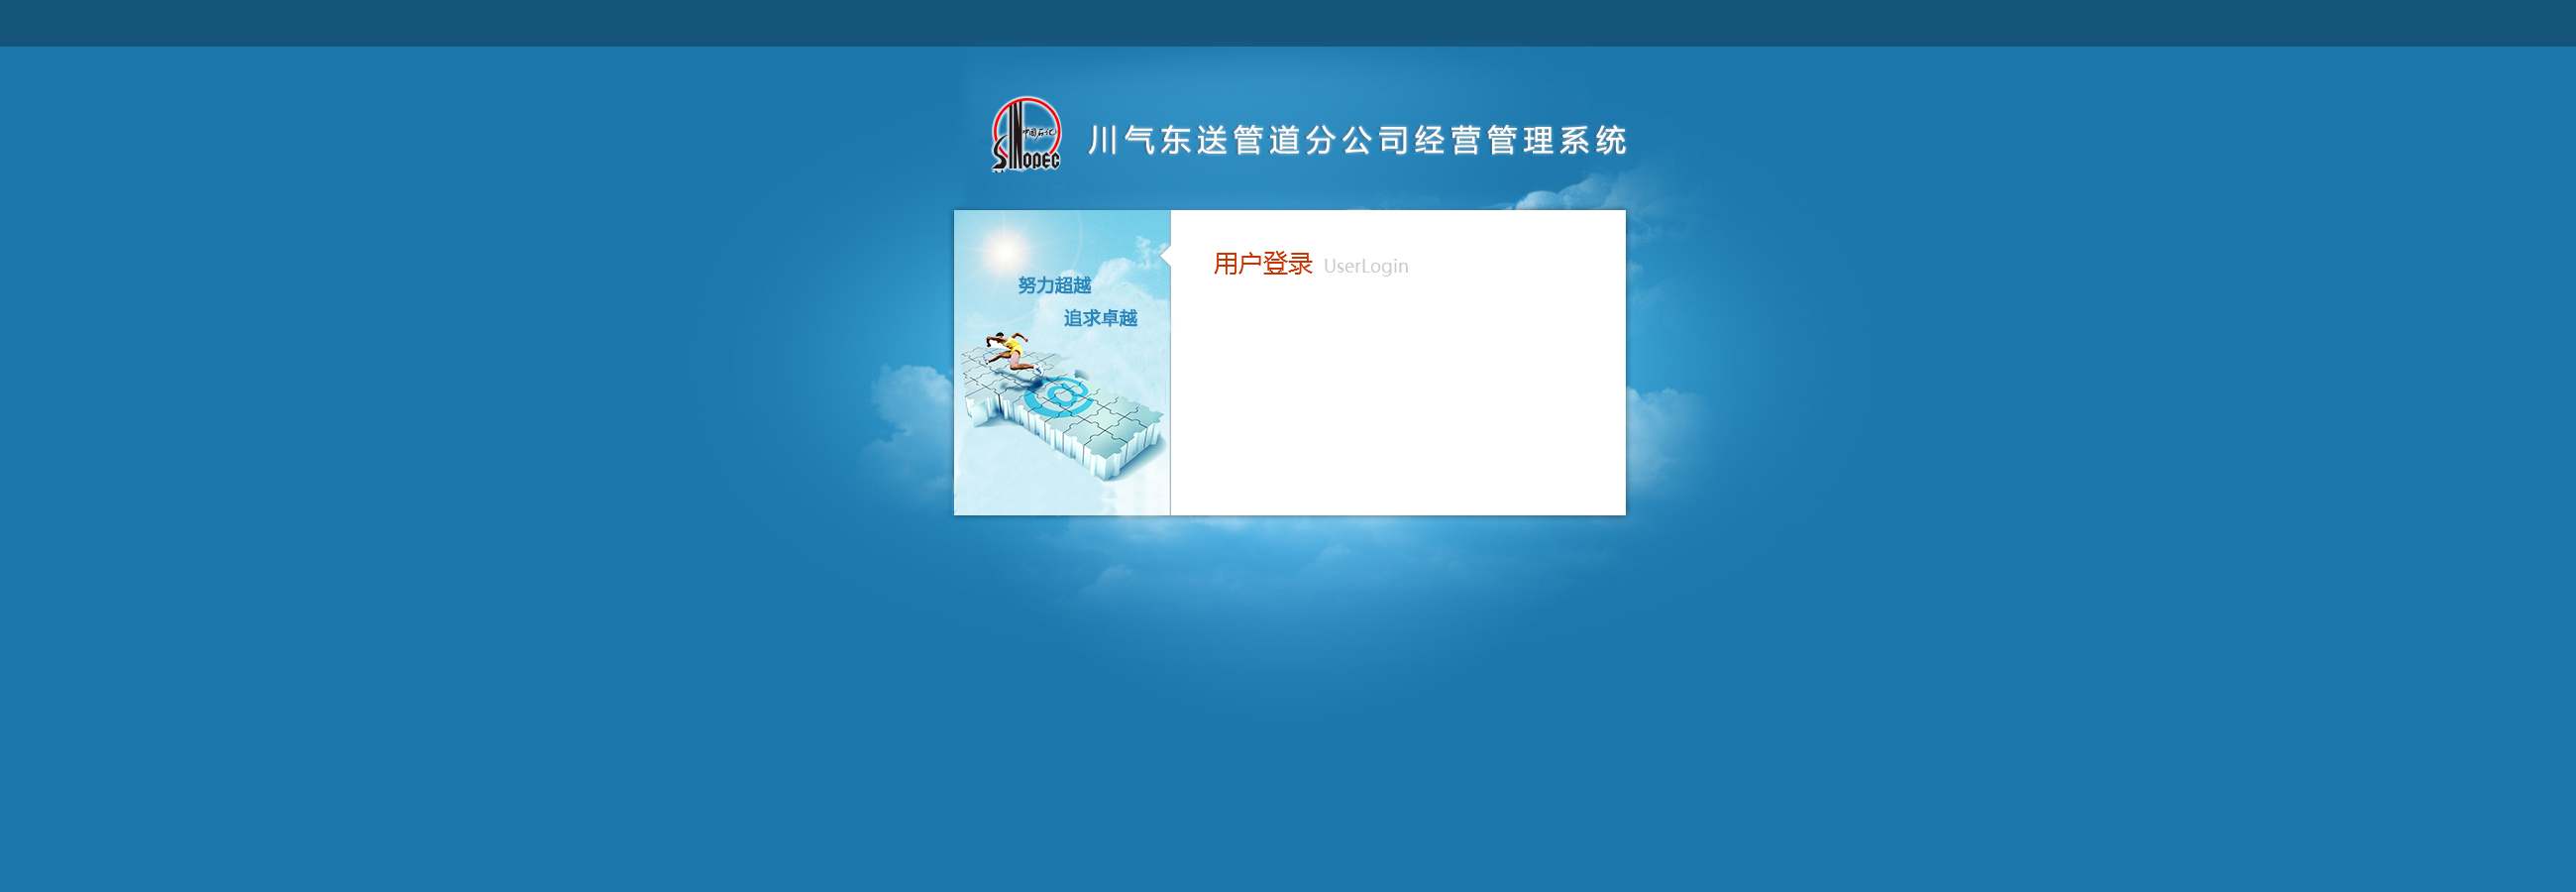 中国石化
SINOPEC
川气东送管道分公司经营管理系统
用户登录 UserLogin
努力超越
追求卓越